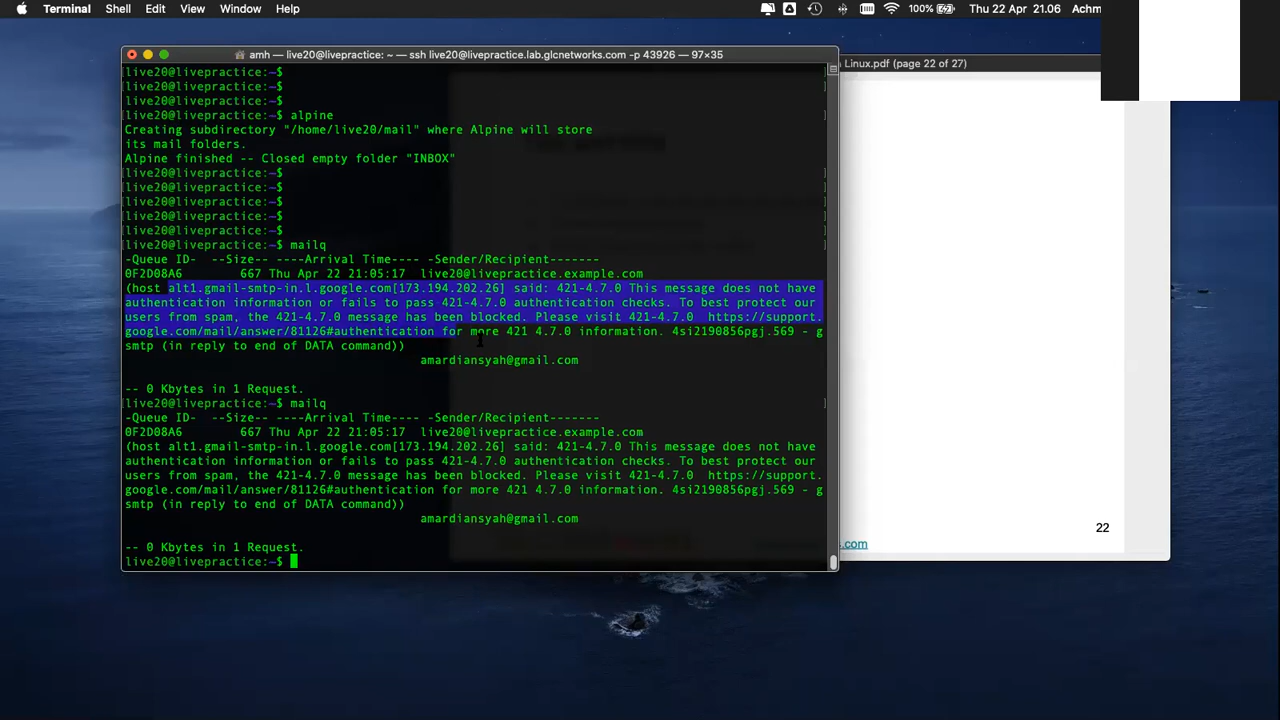 Terminal Shell Edit View Window Help 100% Thu 22 Apr 21.06 Achm
amh — live20@livepractice: ~ — ssh live20@livepractice.lab.glcnetworks.com -p 43926 — 97×35
Linux.pdf (page 22 of 27)
[live20@livepractice:~$ ]
[live20@livepractice:~$ ]
[live20@livepractice:~$ ]
[live20@livepractice:~$ alpine ]
Creating subdirectory "/home/live20/mail" where Alpine will store
its mail folders.
Alpine finished -- Closed empty folder "INBOX"
[live20@livepractice:~$ ]
[live20@livepractice:~$ ]
[live20@livepractice:~$ ]
[live20@livepractice:~$ ]
[live20@livepractice:~$ ]
[live20@livepractice:~$ mailq ]
-Queue ID-  --Size-- ----Arrival Time---- -Sender/Recipient-------
0F2D08A6        667 Thu Apr 22 21:05:17  live20@livepractice.example.com
(host alt1.gmail-smtp-in.l.google.com[173.194.202.26] said: 421-4.7.0 This message does not have
authentication information or fails to pass 421-4.7.0 authentication checks. To best protect our
users from spam, the 421-4.7.0 message has been blocked. Please visit 421-4.7.0  https://support.
google.com/mail/answer/81126#authentication for more 421 4.7.0 information. 4si2190856pgj.569 - g
smtp (in reply to end of DATA command))
amardiansyah@gmail.com
-- 0 Kbytes in 1 Request.
[live20@livepractice:~$ mailq ]
-Queue ID-  --Size-- ----Arrival Time---- -Sender/Recipient-------
0F2D08A6        667 Thu Apr 22 21:05:17  live20@livepractice.example.com
(host alt1.gmail-smtp-in.l.google.com[173.194.202.26] said: 421-4.7.0 This message does not have
authentication information or fails to pass 421-4.7.0 authentication checks. To best protect our
users from spam, the 421-4.7.0 message has been blocked. Please visit 421-4.7.0  https://support.
google.com/mail/answer/81126#authentication for more 421 4.7.0 information. 4si2190856pgj.569 - g
smtp (in reply to end of DATA command))
amardiansyah@gmail.com
-- 0 Kbytes in 1 Request.
live20@livepractice:~$
22
s.com